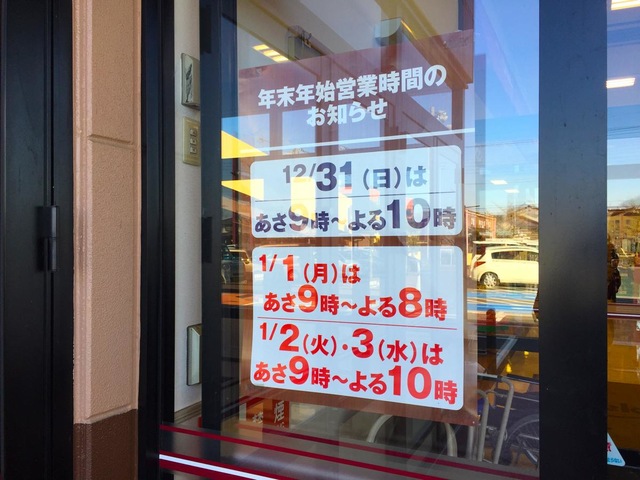 年末年始営業時間の
お知らせ
12/31(日)は
あさ9時~よる10時
1/1(月)は
あさ9時~よる8時
1/2(火)・3(水)は
あさ9時~よる10時